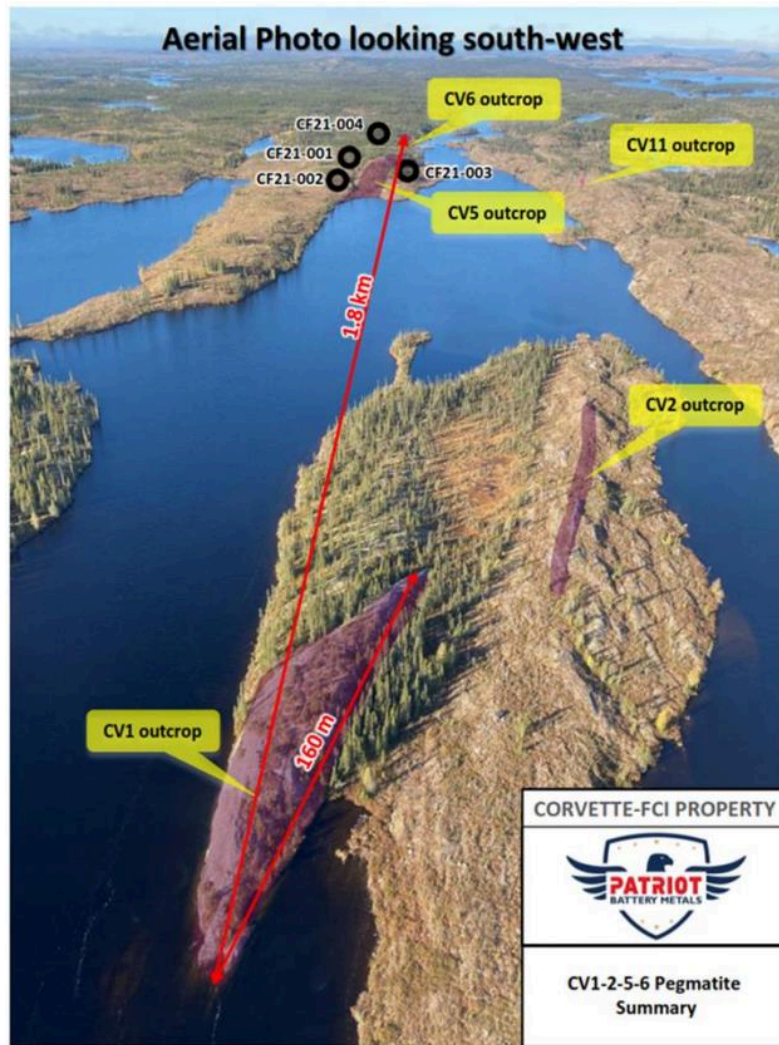 Aerial Photo looking south-west
CV6 outcrop
CF21-004
CF21-001
CF21-002
CF21-003
CV11 outcrop
CV5 outcrop
1.8 km
CV2 outcrop
CV1 outcrop
160 m
CORVETTE-FCI PROPERTY
PATRIOT
BATTERY METALS
CV1-2-5-6 Pegmatite
Summary